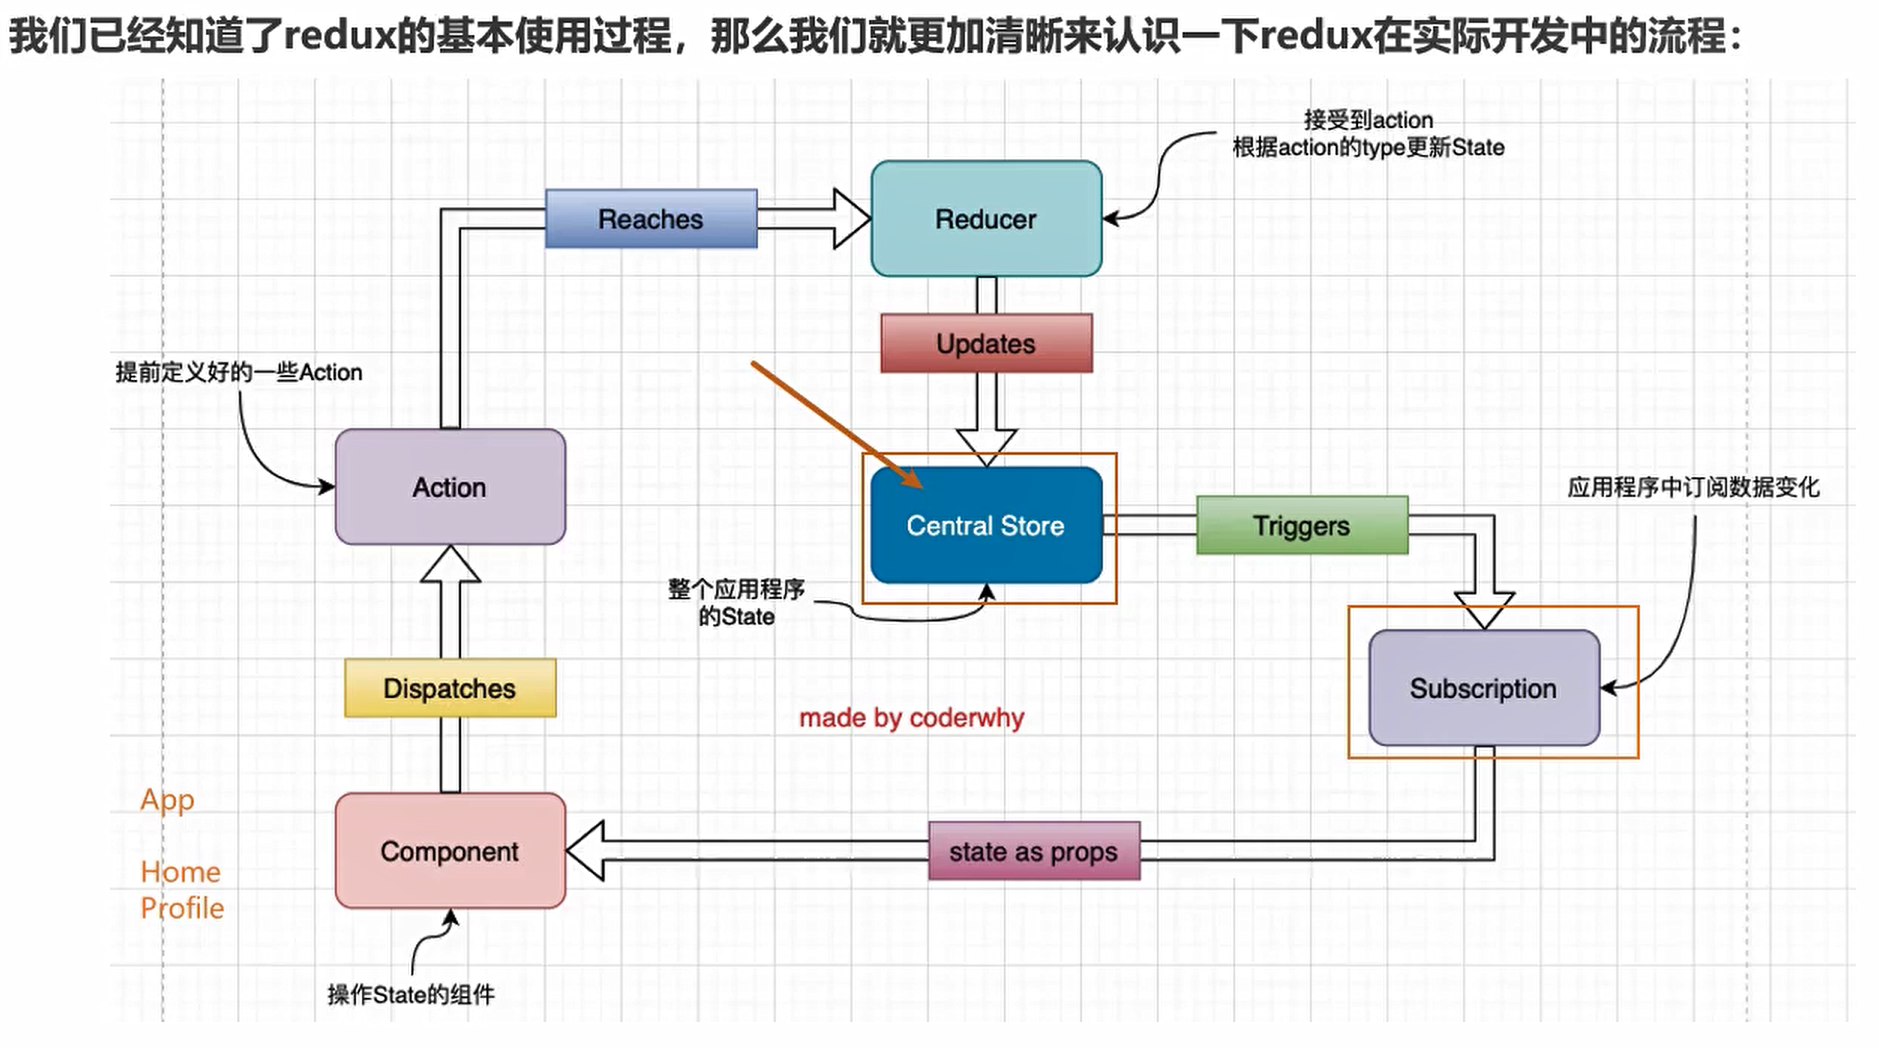 我们已经知道了redux的基本使用过程，那么我们就更加清晰来认识一下redux在实际开发中的流程：
接受到action
根据action的type更新State
Reaches
Reducer
Updates
提前定义好的一些Action
Action
Central Store
Triggers
应用程序中订阅数据变化
整个应用程序
的State
Dispatches
Subscription
made by coderwhy
App
Component
state as props
Home
Profile
操作State的组件